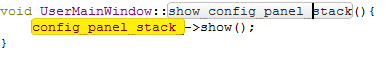 void UserMainWindow::show_config_panel_stack(){
    config_panel_stack->show();
}